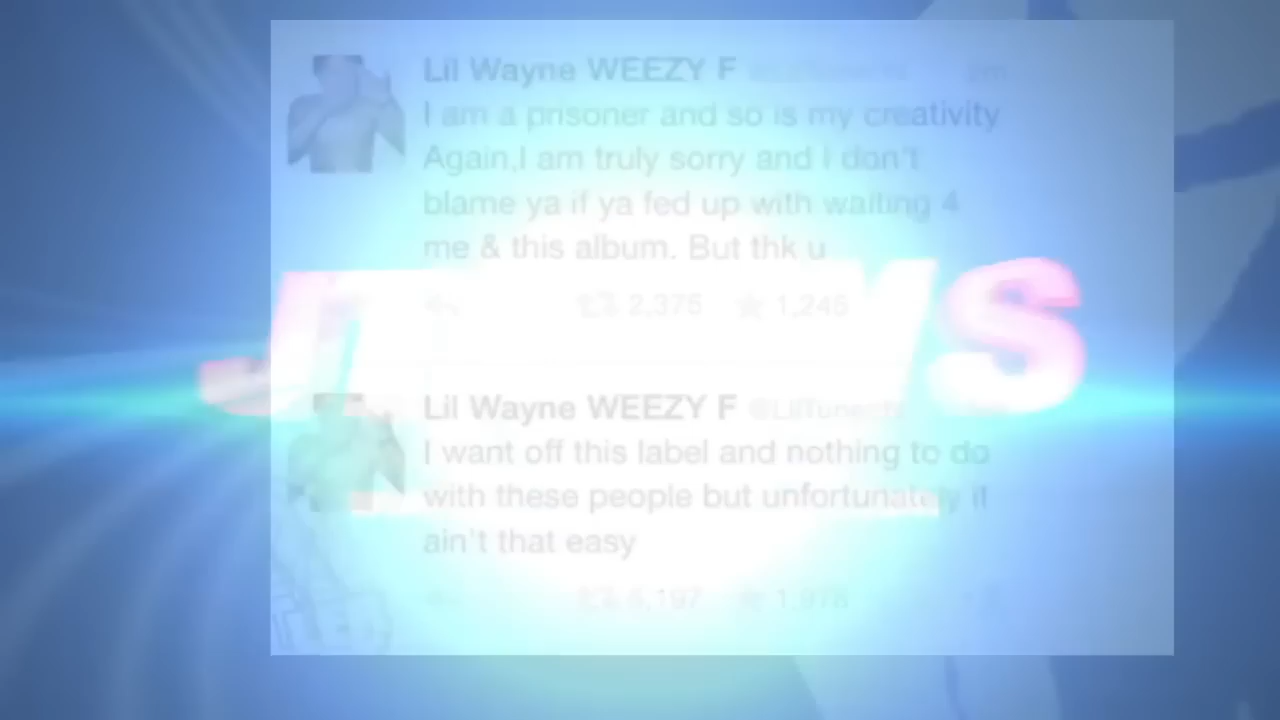 Lil Wayne WEEZY F
I am a prisoner and so is my creativity
Again,I am truly sorry and I don't
blame ya if ya fed up with waiting 4
me & this album. But thk u
2,375 1,246
Lil Wayne WEEZY F @LilTunechi
I want off this label and nothing to do
with these people but unfortunately it
ain't that easy